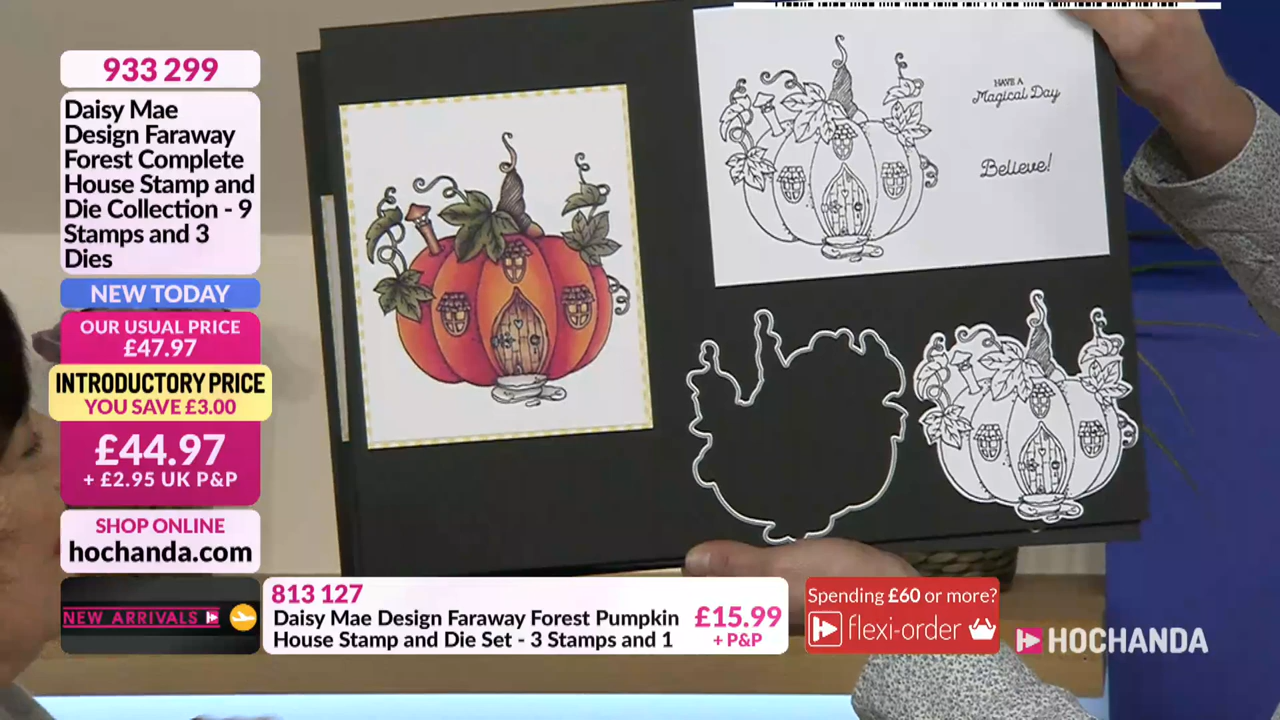 933 299
Daisy Mae
Design Faraway
Forest Complete
House Stamp and
Die Collection - 9
Stamps and 3
Dies
NEW TODAY
OUR USUAL PRICE
£47.97
INTRODUCTORY PRICE
YOU SAVE £3.00
£44.97
+ £2.95 UK P&P
SHOP ONLINE
hochanda.com
HAVE A
Magical Day
Believe!
NEW ARRIVALS
813 127
Daisy Mae Design Faraway Forest Pumpkin
House Stamp and Die Set - 3 Stamps and 1
£15.99
+ P&P
Spending £60 or more?
flexi-order
HOCHANDA